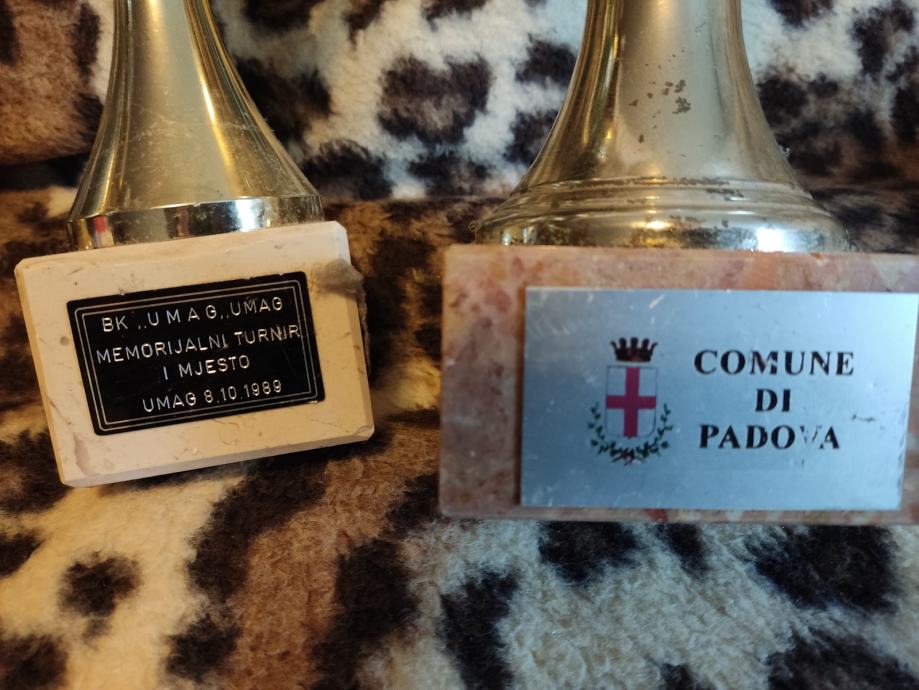 BK „UMAG„UMAG
MEMORIJALNI TURNIR
I MJESTO
UMAG 8.10.1989
COMUNE
DI
PADOVA